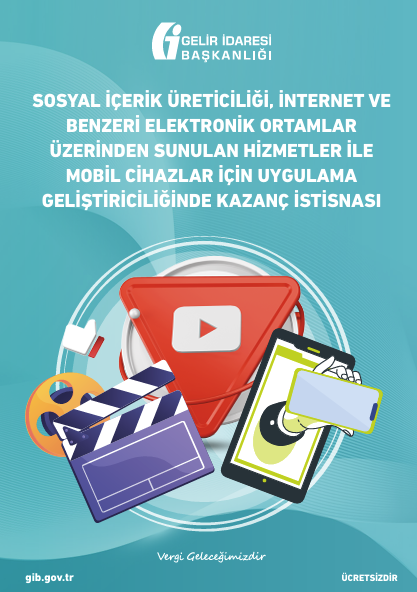 GELİR İDARESİ
BAŞKANLIĞI
SOSYAL İÇERİK ÜRETİCİLİĞİ, İNTERNET VE
BENZERİ ELEKTRONİK ORTAMLAR
ÜZERİNDEN SUNULAN HİZMETLER İLE
MOBİL CİHAZLAR İÇİN UYGULAMA
GELİŞTİRİCİLİĞİNDE KAZANÇ İSTİSNASI
Vergi Geleceğimizdir
gib.gov.tr
ÜCRETSİZDİR